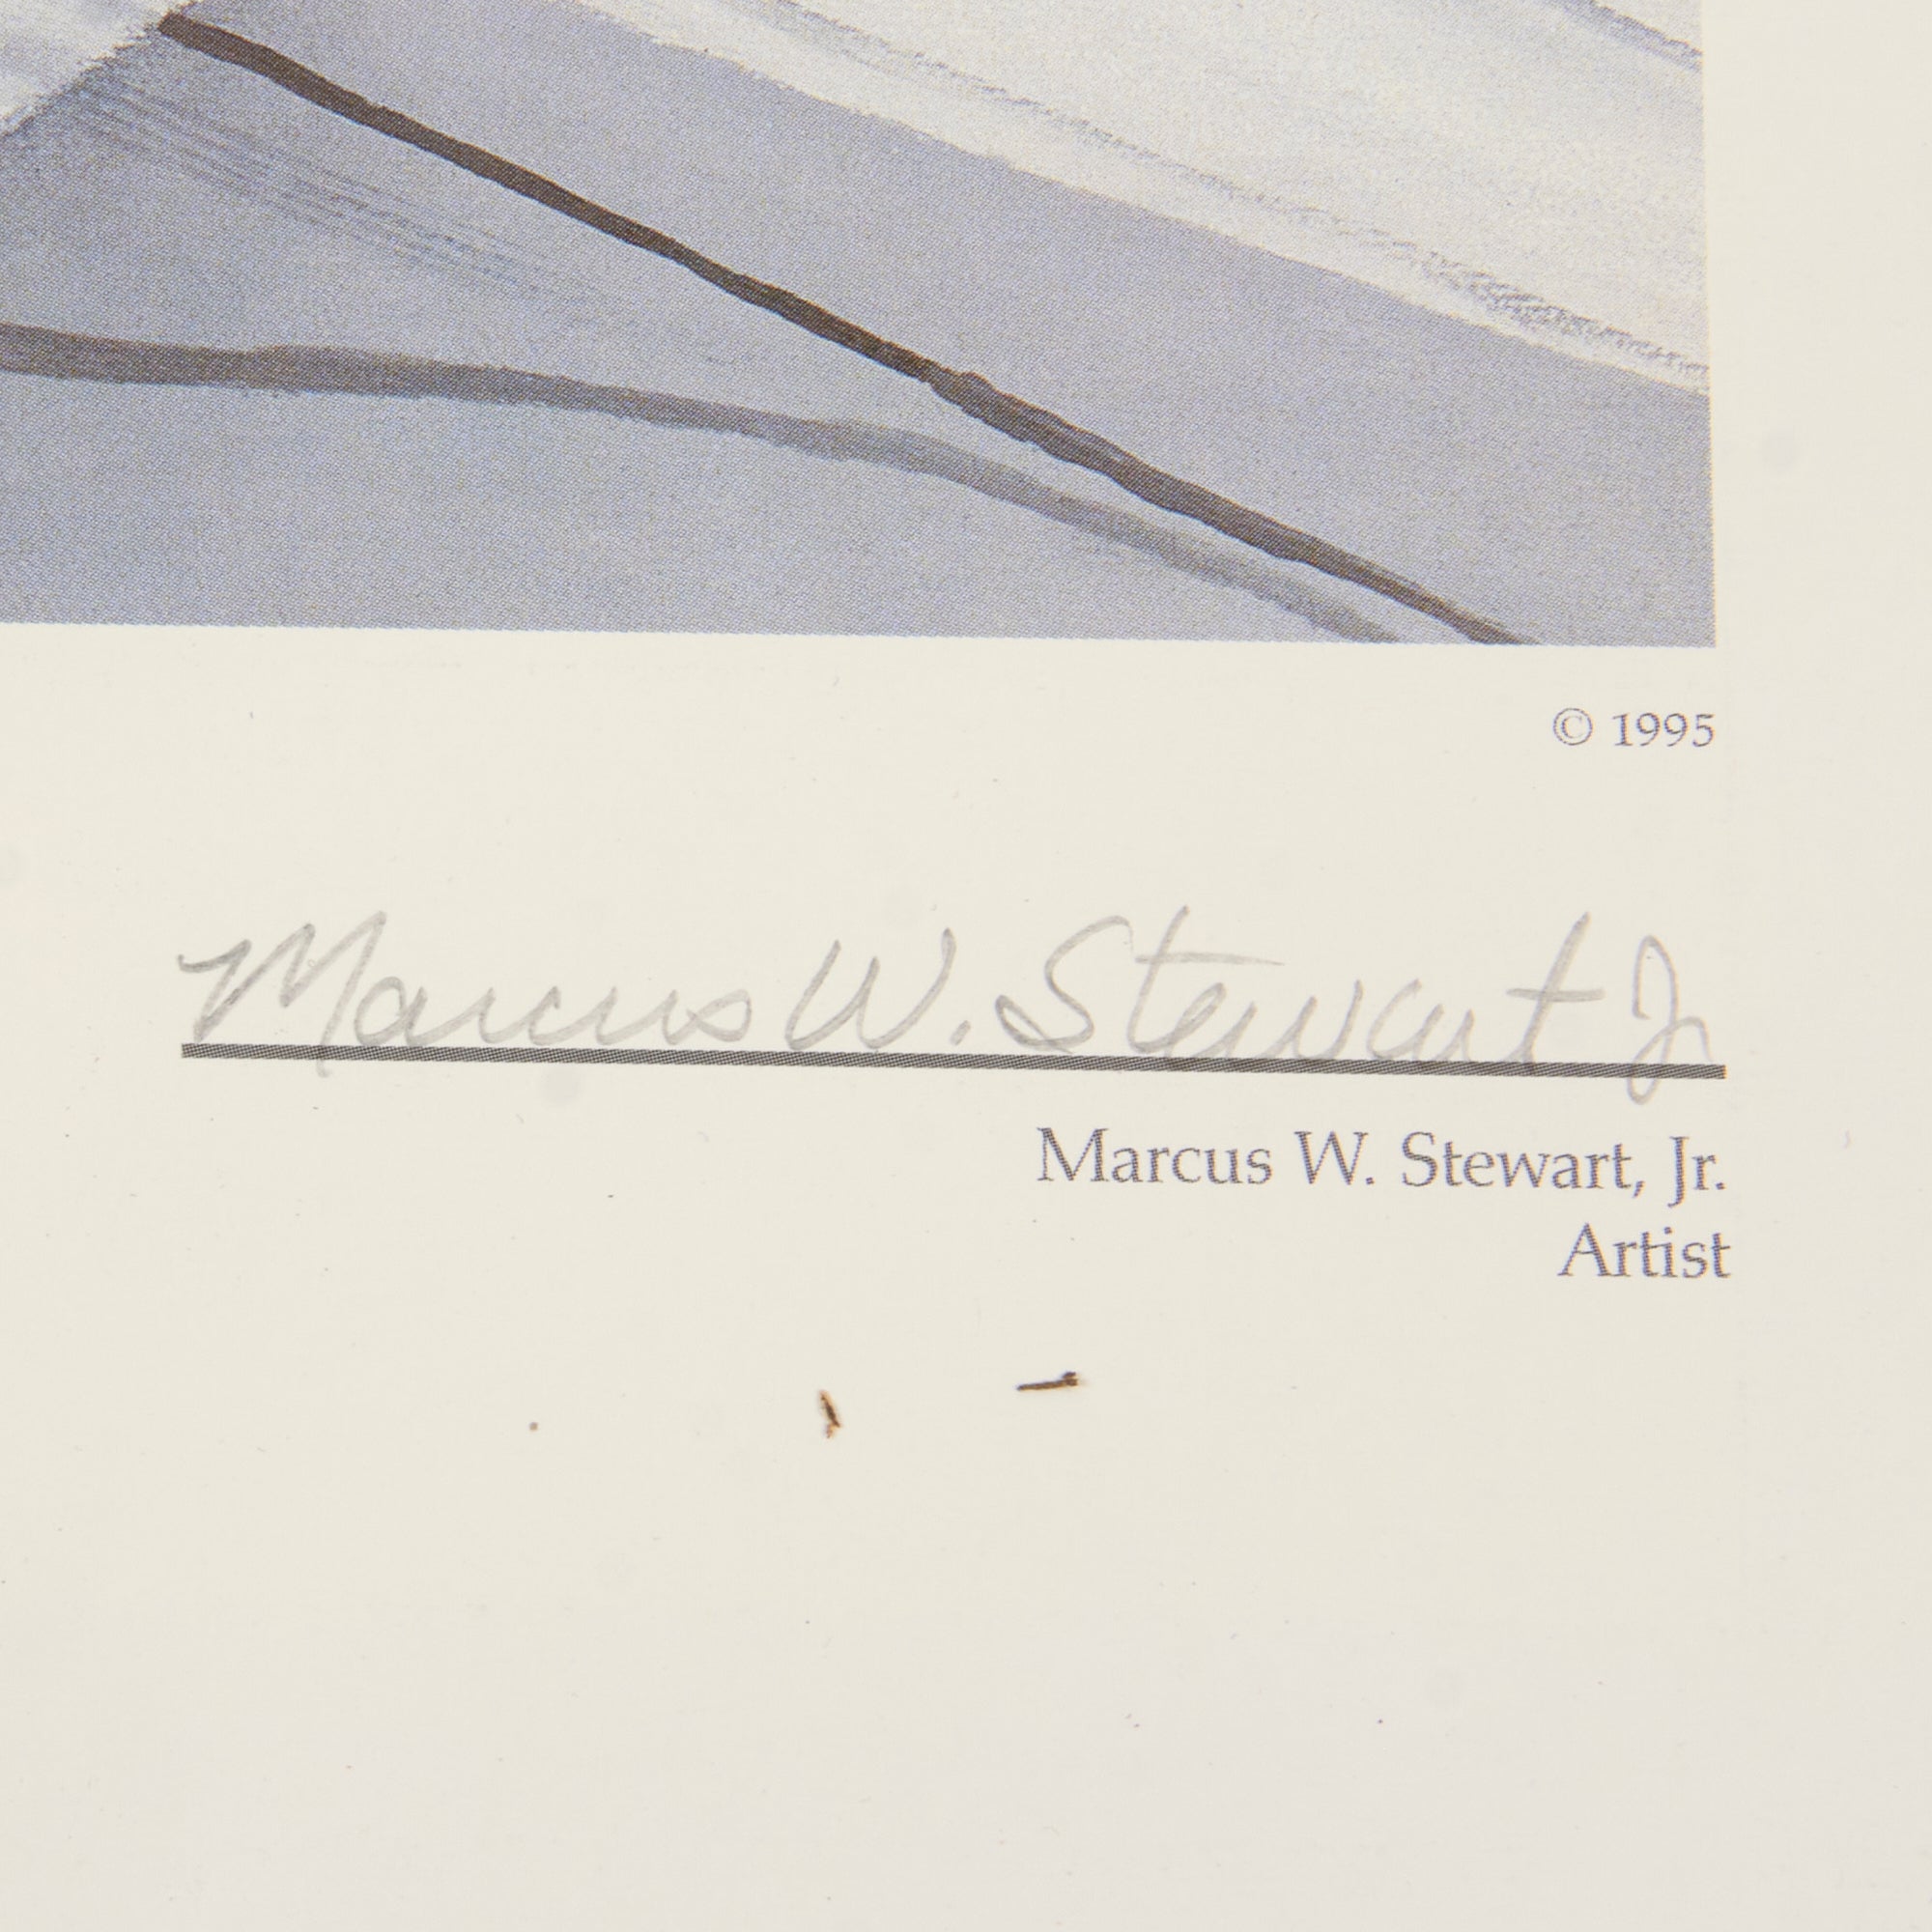 © 1995
Marcus W. Stewart Jr
Marcus W. Stewart, Jr.
Artist